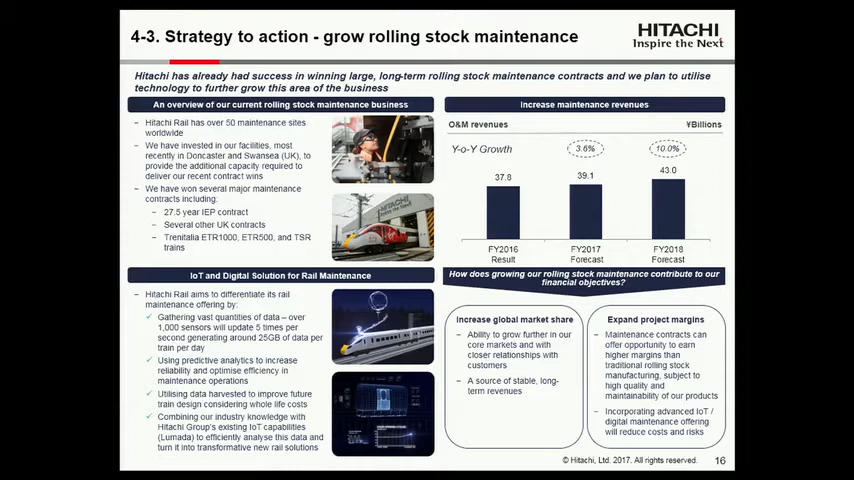 4-3. Strategy to action - grow rolling stock maintenance
HITACHI
Inspire the Next
Hitachi has already had success in winning large, long-term rolling stock maintenance contracts and we plan to utilise
technology to further grow this area of the business
An overview of our current rolling stock maintenance business
– Hitachi Rail has over 50 maintenance sites
worldwide
– We have invested in our facilities, most
recently in Doncaster and Swansea (UK), to
provide the additional capacity required to
deliver our recent contract wins
– We have won several major maintenance
contracts including:
– 27.5 year IEP contract
– Several other UK contracts
– Trenitalia ETR1000, ETR500, and TSR
trains
HITACHI
Increase maintenance revenues
O&M revenues ¥Billions
Y-o-Y Growth 3.6% 10.0%
37.8 39.1 43.0
FY2016 FY2017 FY2018
Result Forecast Forecast
IoT and Digital Solution for Rail Maintenance
– Hitachi Rail aims to differentiate its rail
maintenance offering by:
✓ Gathering vast quantities of data – over
1,000 sensors will update 5 times per
second generating around 25GB of data per
train per day
✓ Using predictive analytics to increase
reliability and optimise efficiency in
maintenance operations
✓ Utilising data harvested to improve future
train design considering whole life costs
✓ Combining our industry knowledge with
Hitachi Group's existing IoT capabilities
(Lumada) to efficiently analyse this data and
turn it into transformative new rail solutions
How does growing our rolling stock maintenance contribute to our
financial objectives?
Increase global market share
– Ability to grow further in our
core markets and with
closer relationships with
customers
– A source of stable, long-
term revenues
Expand project margins
– Maintenance contracts can
offer opportunity to earn
higher margins than
traditional rolling stock
manufacturing, subject to
high quality and
maintainability of our products
– Incorporating advanced IoT /
digital maintenance offering
will reduce costs and risks
© Hitachi, Ltd. 2017. All rights reserved. 16